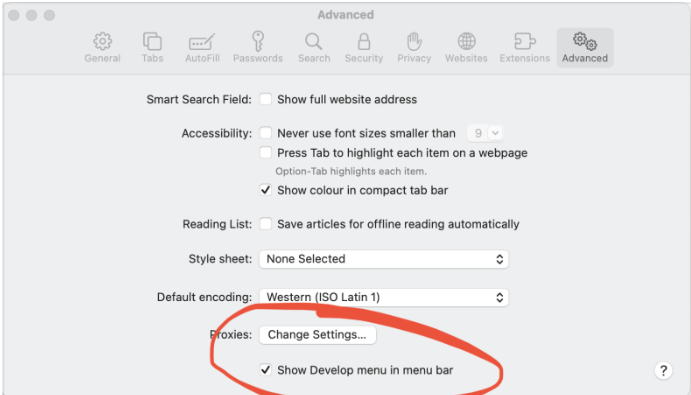 Advanced
General Tabs AutoFill Passwords Search Security Privacy Websites Extensions Advanced
Smart Search Field: Show full website address
Accessibility: Never use font sizes smaller than 9
Press Tab to highlight each item on a webpage
Option-Tab highlights each item.
Show colour in compact tab bar
Reading List: Save articles for offline reading automatically
Style sheet: None Selected
Default encoding: Western (ISO Latin 1)
Proxies: Change Settings...
Show Develop menu in menu bar
?